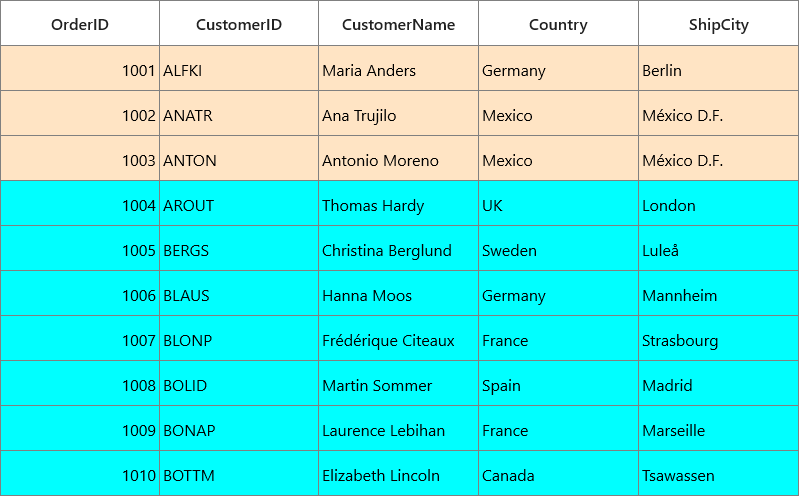 OrderID CustomerID CustomerName Country ShipCity
1001 ALFKI Maria Anders Germany Berlin
1002 ANATR Ana Trujilo Mexico México D.F.
1003 ANTON Antonio Moreno Mexico México D.F.
1004 AROUT Thomas Hardy UK London
1005 BERGS Christina Berglund Sweden Luleå
1006 BLAUS Hanna Moos Germany Mannheim
1007 BLONP Frédérique Citeaux France Strasbourg
1008 BOLID Martin Sommer Spain Madrid
1009 BONAP Laurence Lebihan France Marseille
1010 BOTTM Elizabeth Lincoln Canada Tsawassen